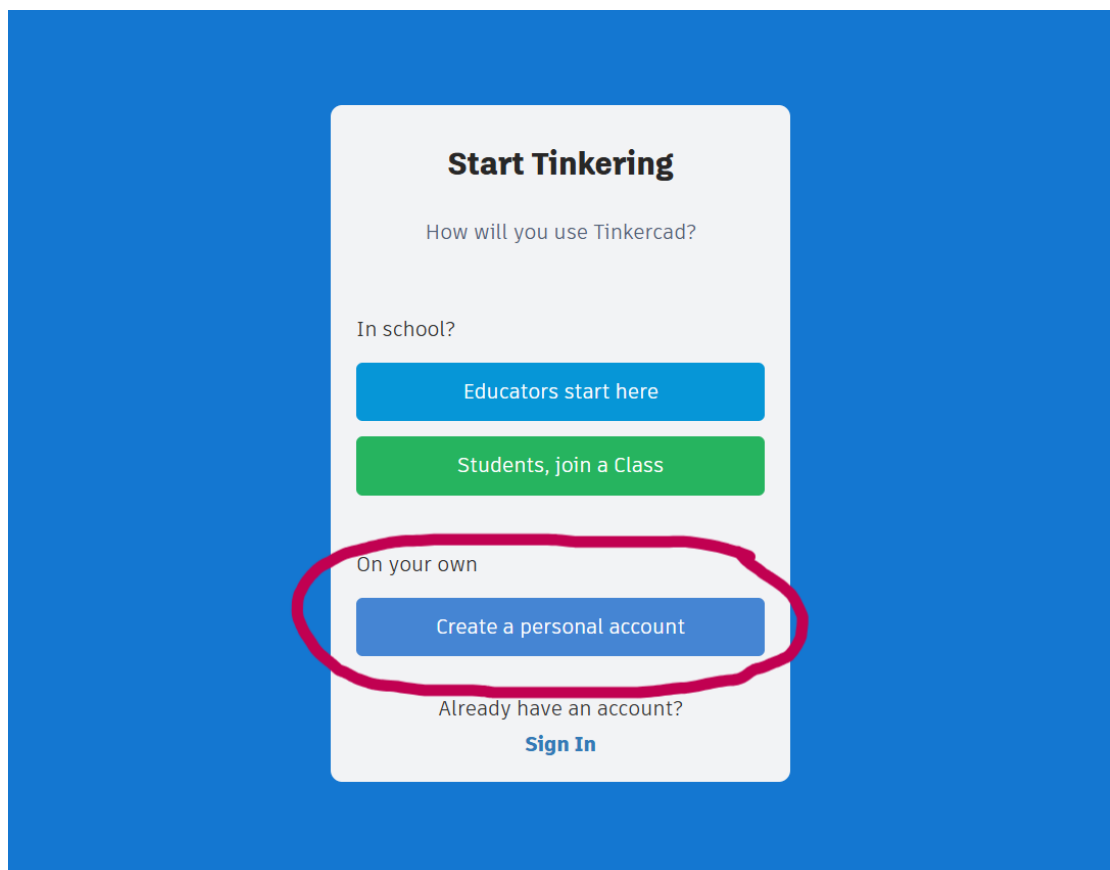 Start Tinkering
How will you use Tinkercad?
In school?
Educators start here
Students, join a Class
On your own
Create a personal account
Already have an account?
Sign In